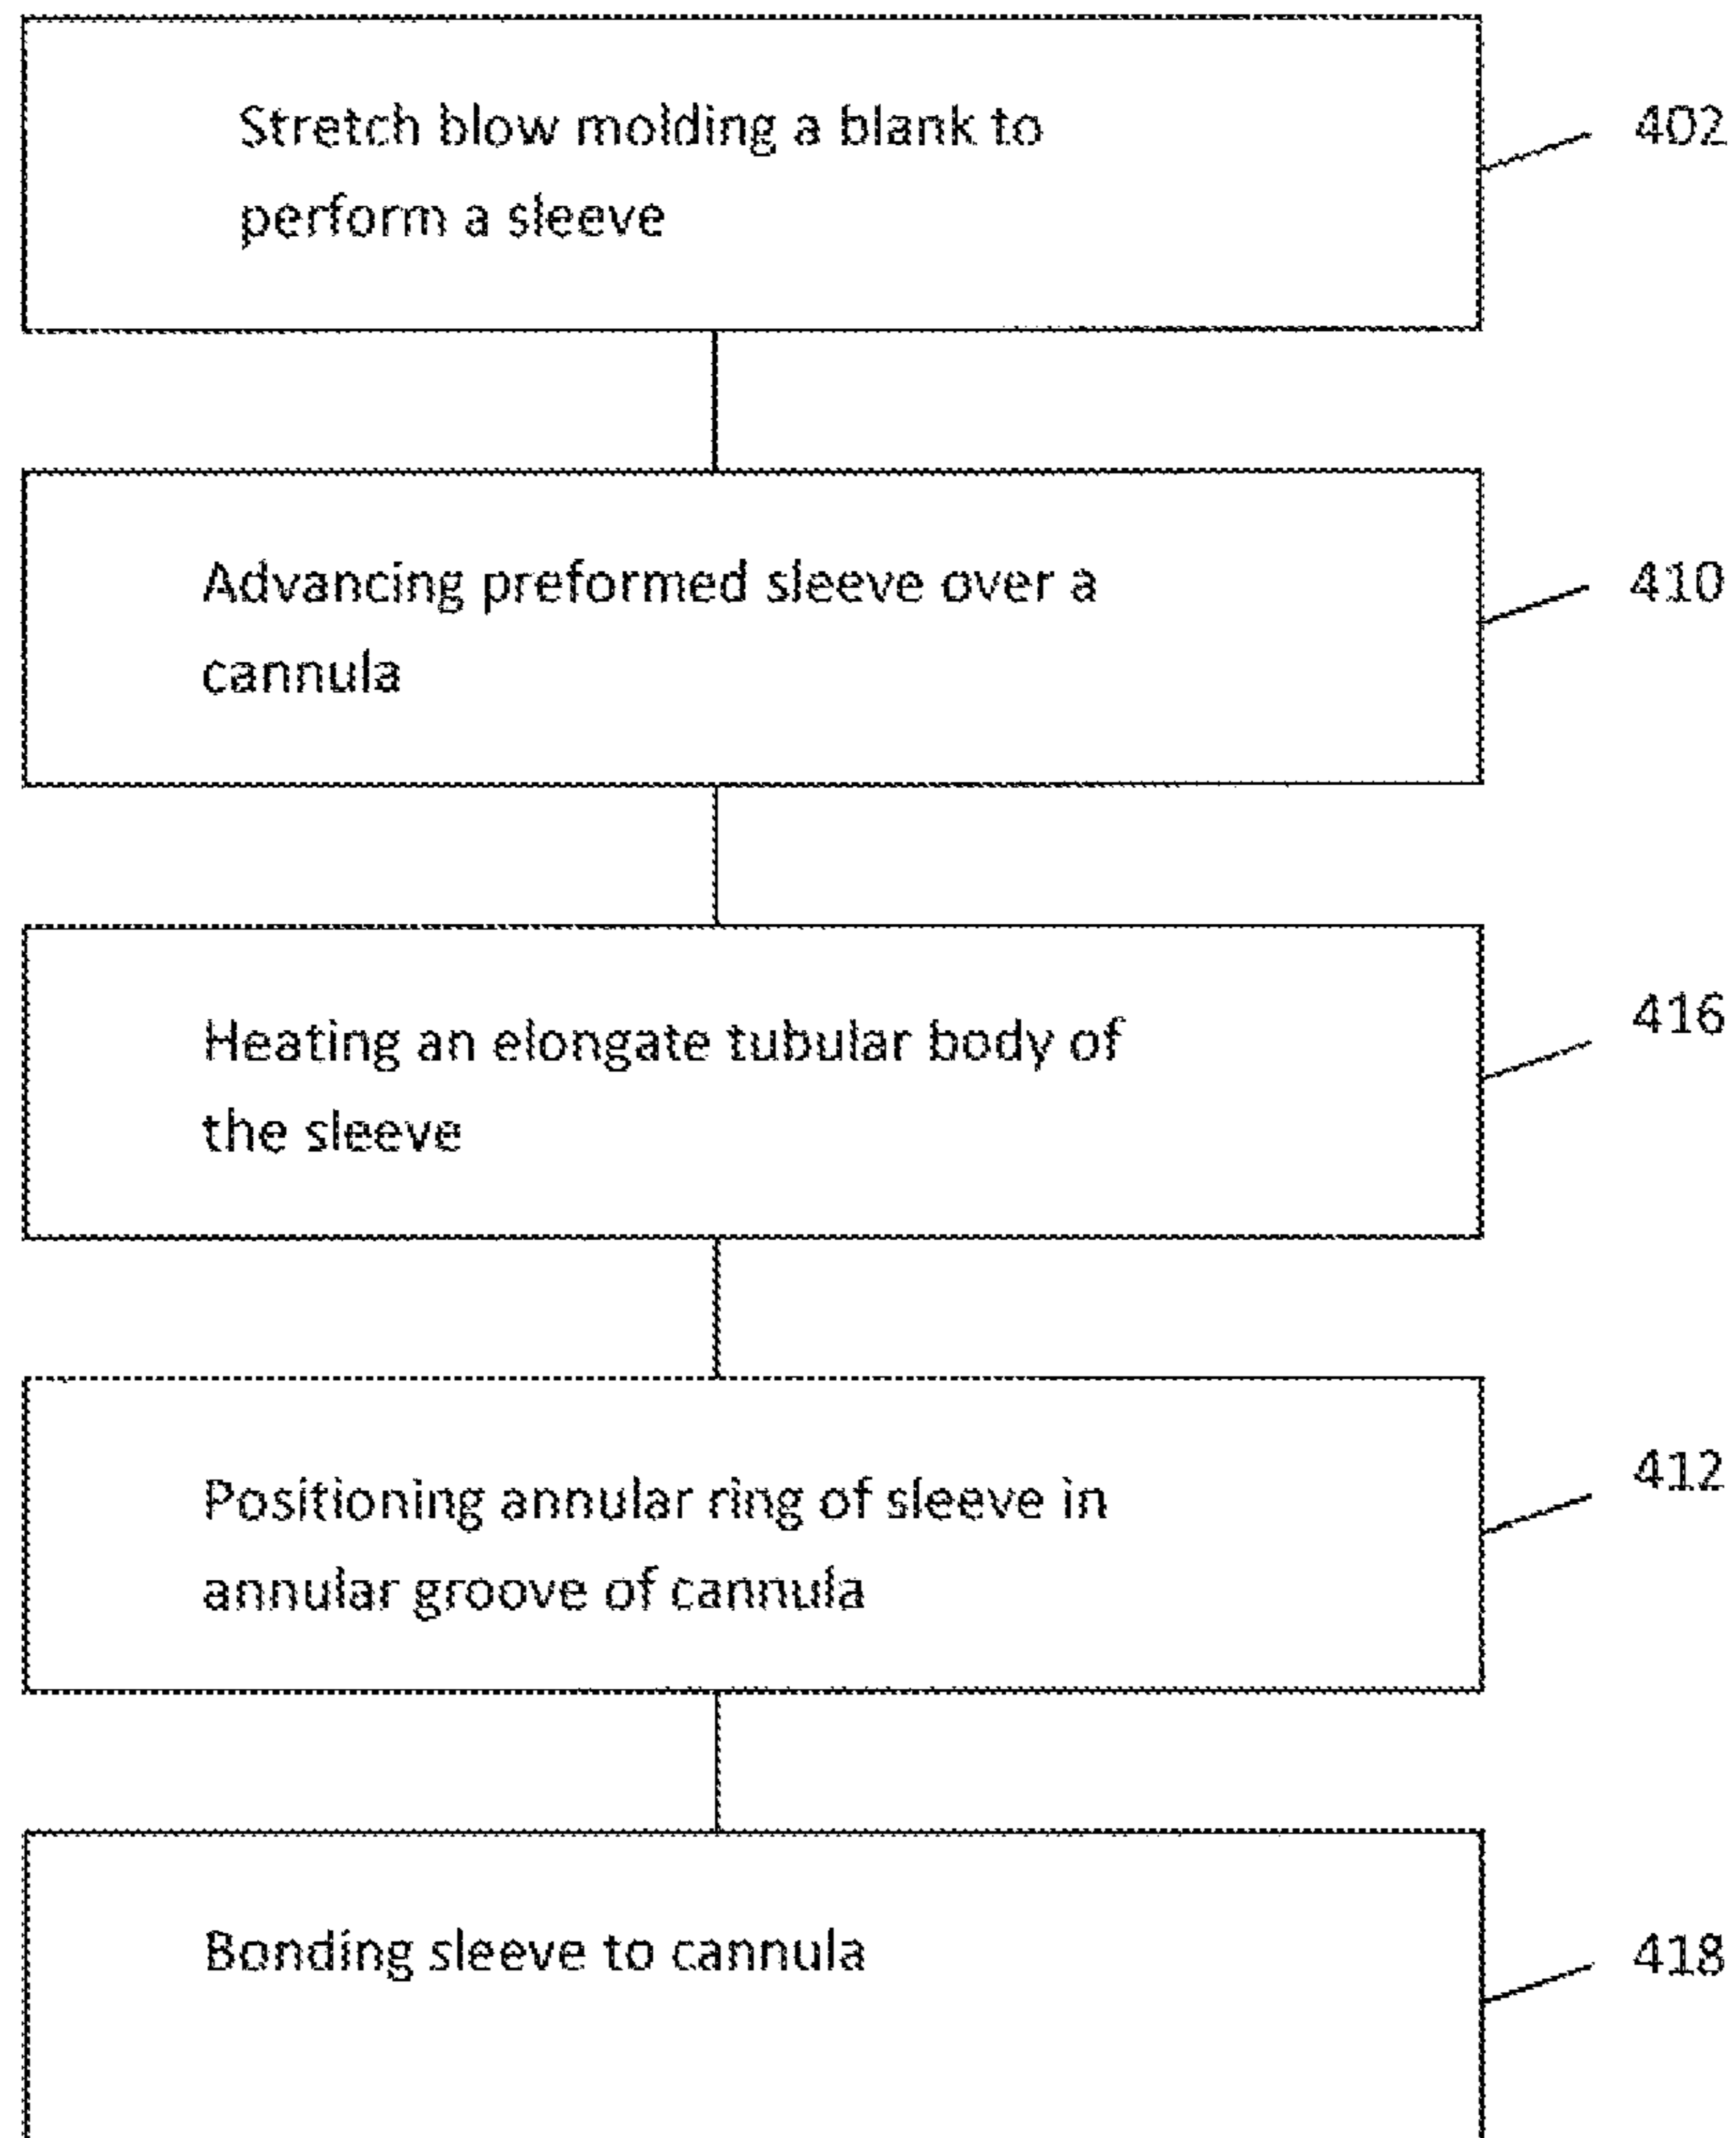 Stretch blow molding a blank to
perform a sleeve
402
Advancing preformed sleeve over a
cannula
410
Heating an elongate tubular body of
the sleeve
416
Positioning annular ring of sleeve in
annular groove of cannula
412
Bonding sleeve to cannula
418